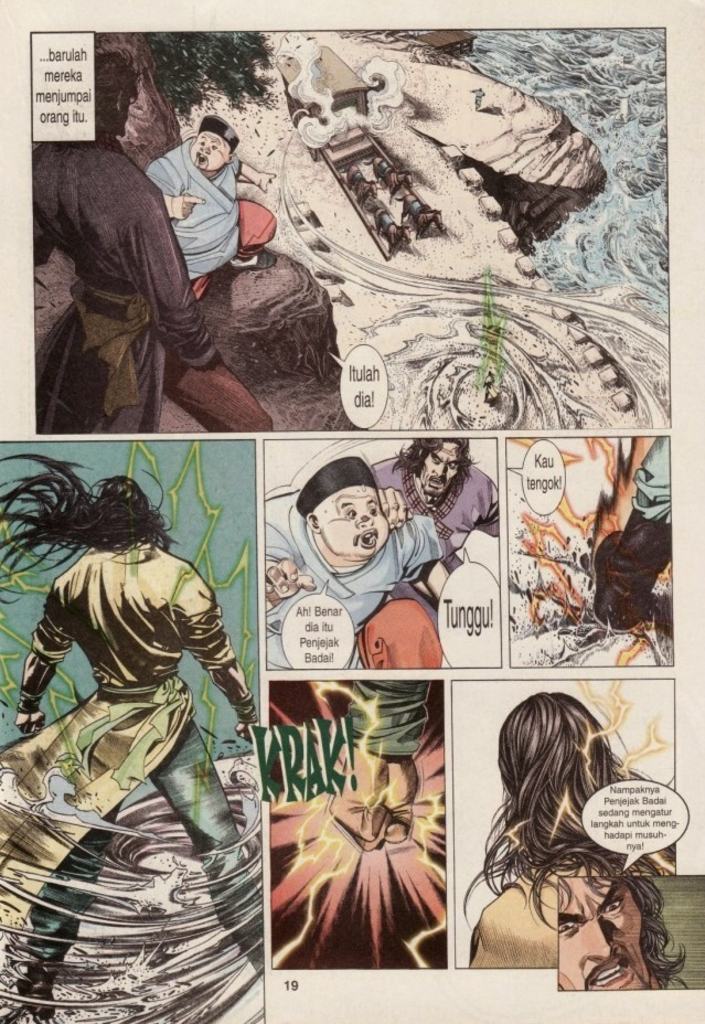 ...barulah
mereka
menjumpai
orang itu.
Itulah
dia!
Ah! Benar
dia itu
Penjejak
Badai!
Tunggu!
Kau
tengok!
KRAK!
Nampaknya
Penjejak Badai
sedang mengatur
langkah untuk meng-
hadapi musuh-
nya!
19